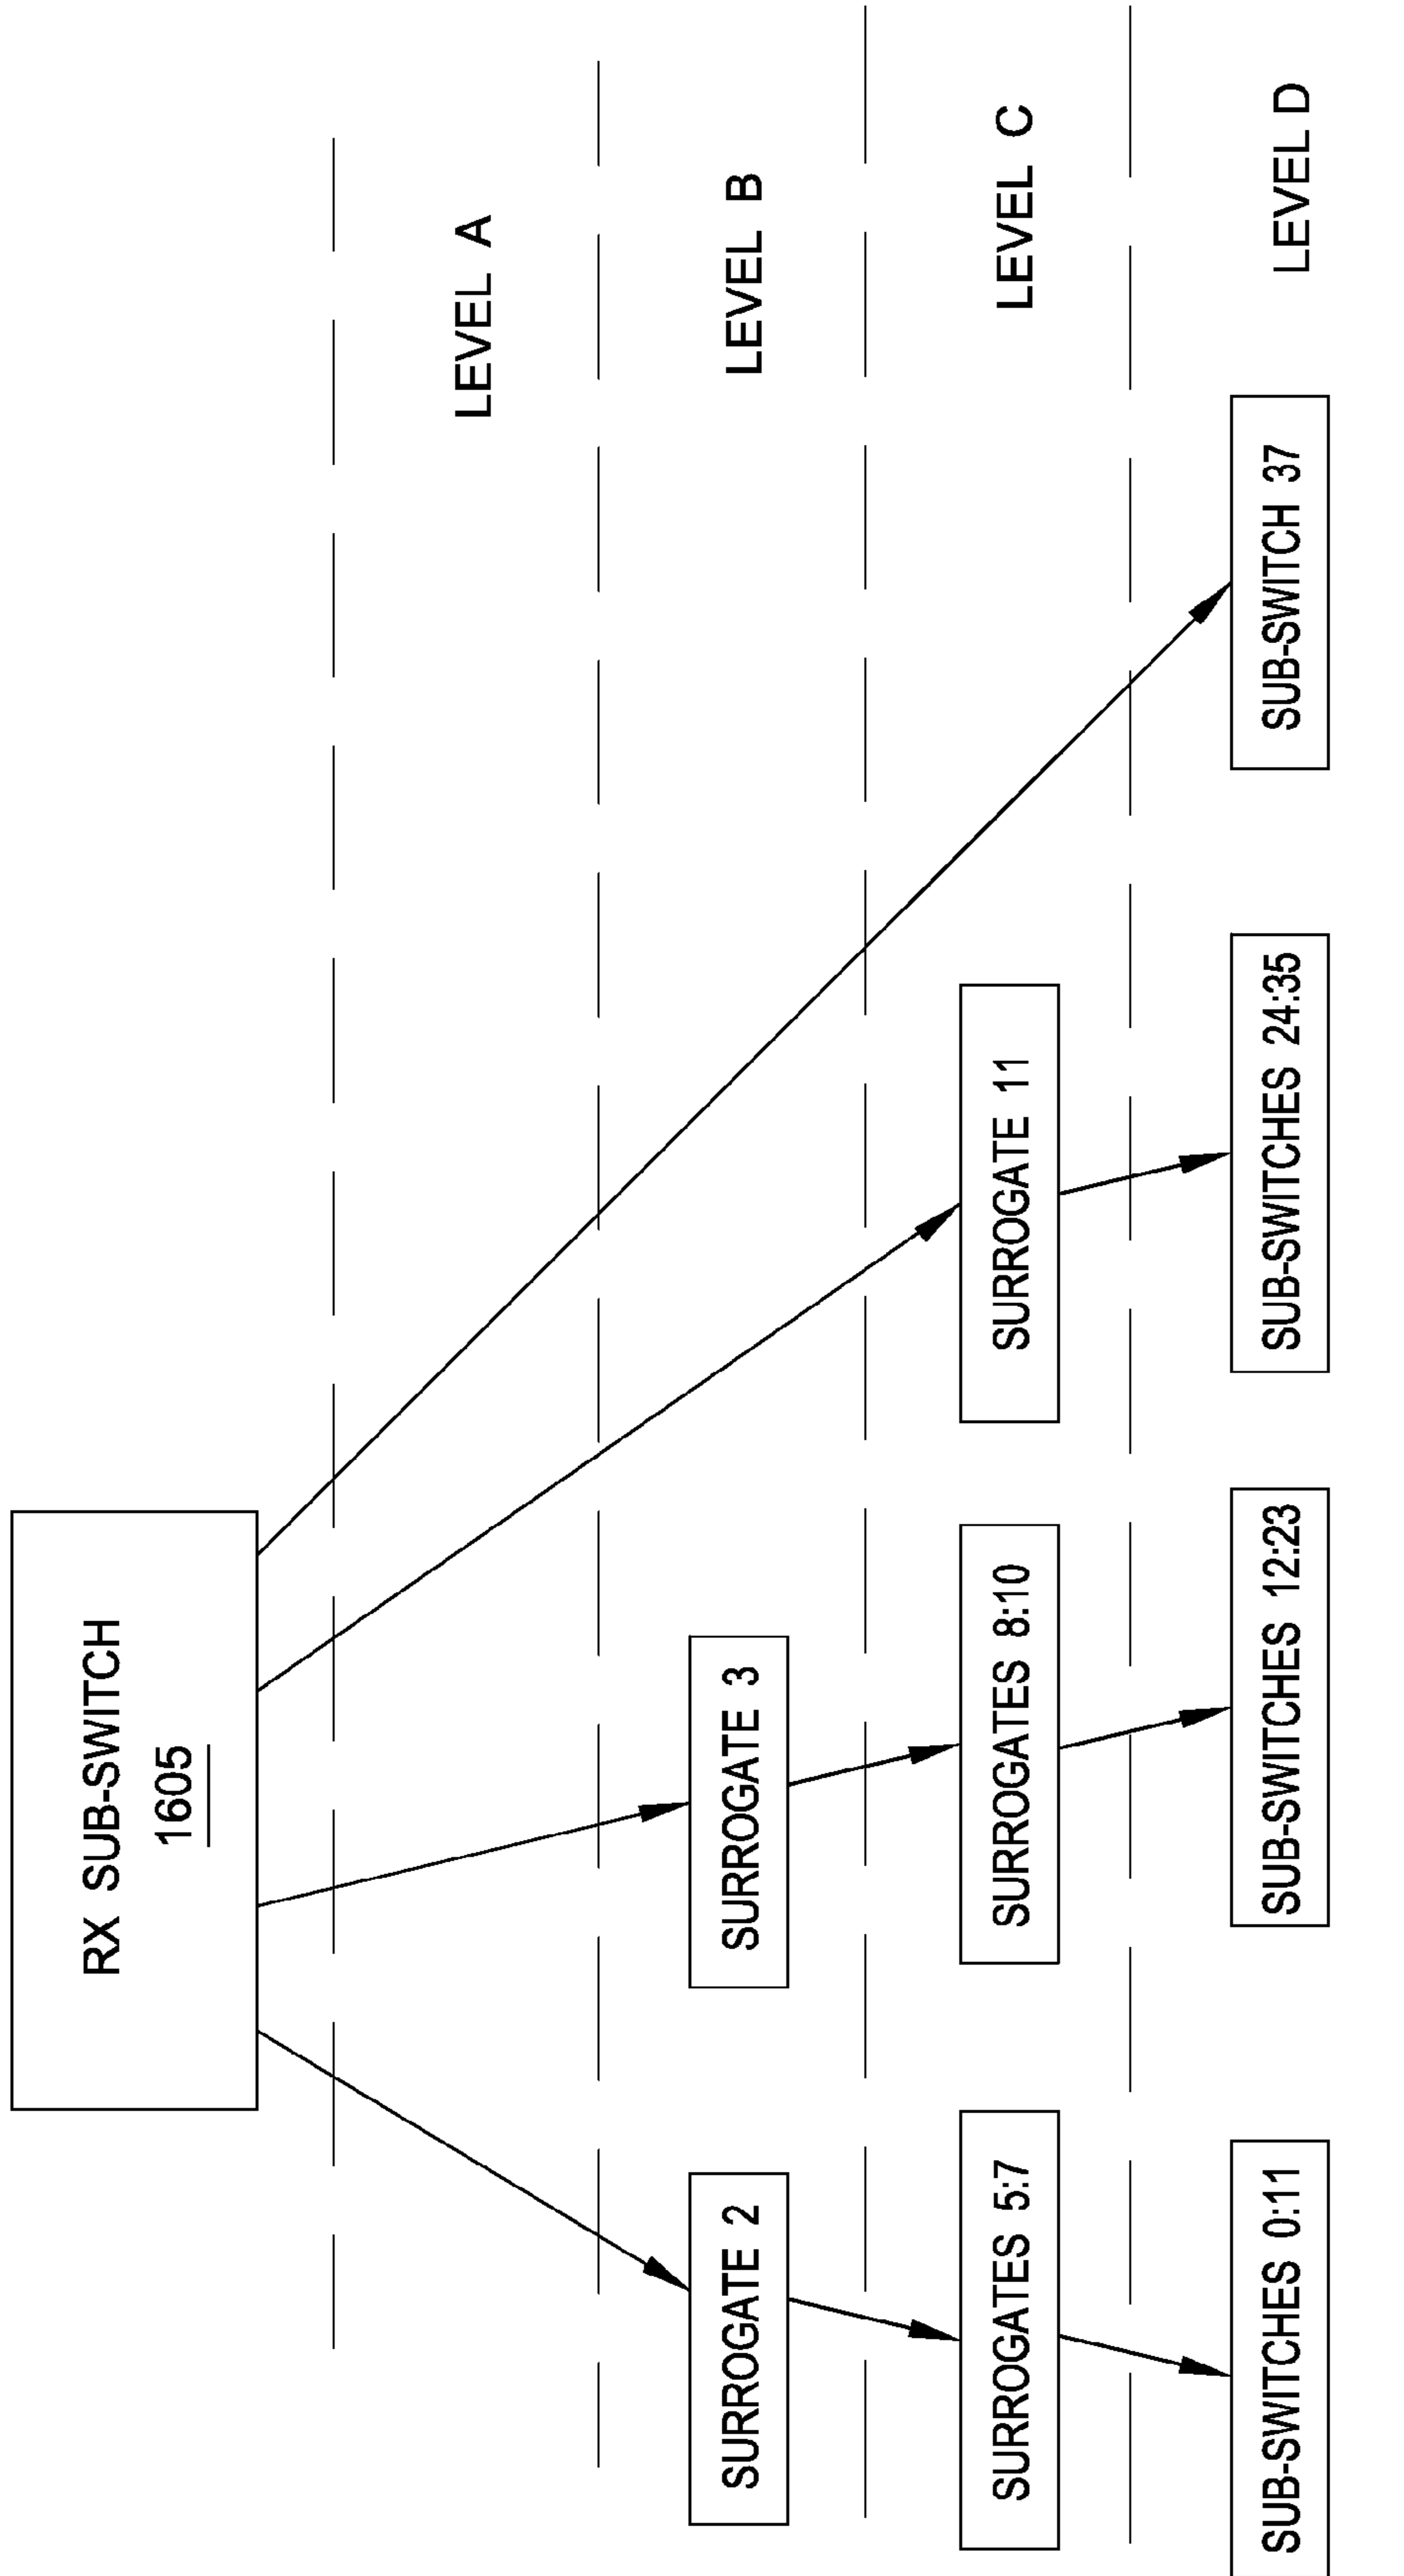 RX SUB-SWITCH
1605
LEVEL A
SURROGATE 2
SURROGATE 3
LEVEL B
SURROGATES 5:7
SURROGATES 8:10
SURROGATE 11
LEVEL C
SUB-SWITCHES 0:11
SUB-SWITCHES 12:23
SUB-SWITCHES 24:35
SUB-SWITCH 37
LEVEL D